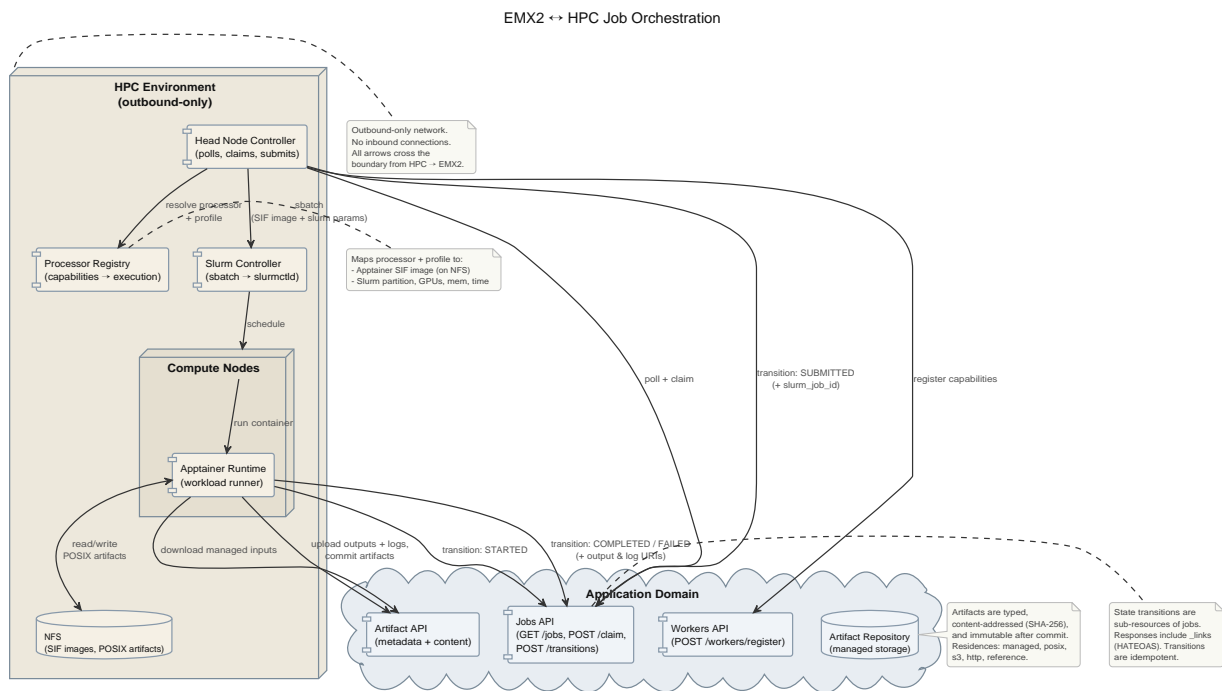 EMX2 ↔ HPC Job Orchestration
HPC Environment
(outbound-only)
Head Node Controller
(polls, claims, submits)
Outbound-only network.
No inbound connections.
All arrows cross the
boundary from HPC → EMX2.
resolve processor
+ profile
sbatch
(SIF image + slurm params)
Processor Registry
(capabilities → execution)
Slurm Controller
(sbatch → slurmctld)
Maps processor + profile to:
- Apptainer SIF image (on NFS)
- Slurm partition, GPUs, mem, time
schedule
Compute Nodes
poll + claim
transition: SUBMITTED
(+ slurm_job_id)
register capabilities
run container
Apptainer Runtime
(workload runner)
read/write
POSIX artifacts
download managed inputs
upload outputs + logs,
commit artifacts
transition: STARTED
transition: COMPLETED / FAILED
(+ output & log URIs)
Application Domain
NFS
(SIF images, POSIX artifacts)
Artifact API
(metadata + content)
Jobs API
(GET /jobs, POST /claim,
POST /transitions)
Workers API
(POST /workers/register)
Artifact Repository
(managed storage)
Artifacts are typed,
content-addressed (SHA-256),
and immutable after commit.
Residences: managed, posix,
s3, http, reference.
State transitions are
sub-resources of jobs.
Responses include _links
(HATEOAS). Transitions
are idempotent.